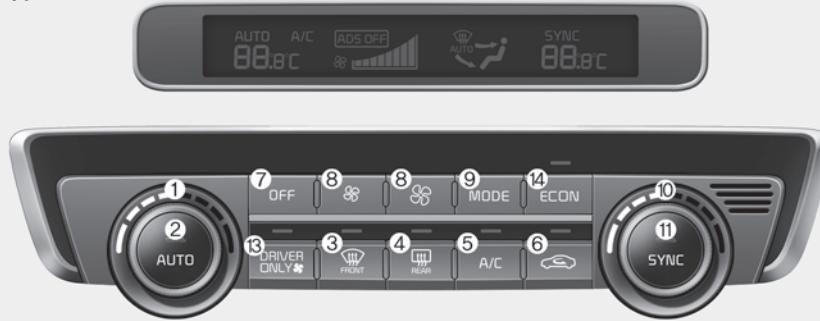 AUTO A/C ADS OFF SYNC
88.8°C AUTO 88.8°C
① ⑦ OFF ⑧ ⑧ ⑨ MODE ⑭ ECON ⑩
② AUTO ⑬ DRIVER ONLY ③ FRONT ④ REAR ⑤ A/C ⑥ ⑪ SYNC